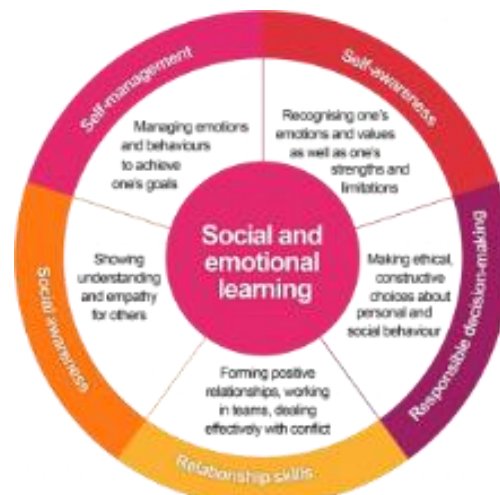 Self-management
Self-awareness
Managing emotions
and behaviours
to achieve
one's goals
Recognising one's
emotions and values
as well as one's
strengths and
limitations
Social and
emotional
learning
Showing
understanding
and empathy
for others
Making ethical,
constructive
choices about
personal and
social behaviour
Forming positive
relationships, working
in teams, dealing
effectively with conflict
Social awareness
Responsible decision-making
Relationship skills